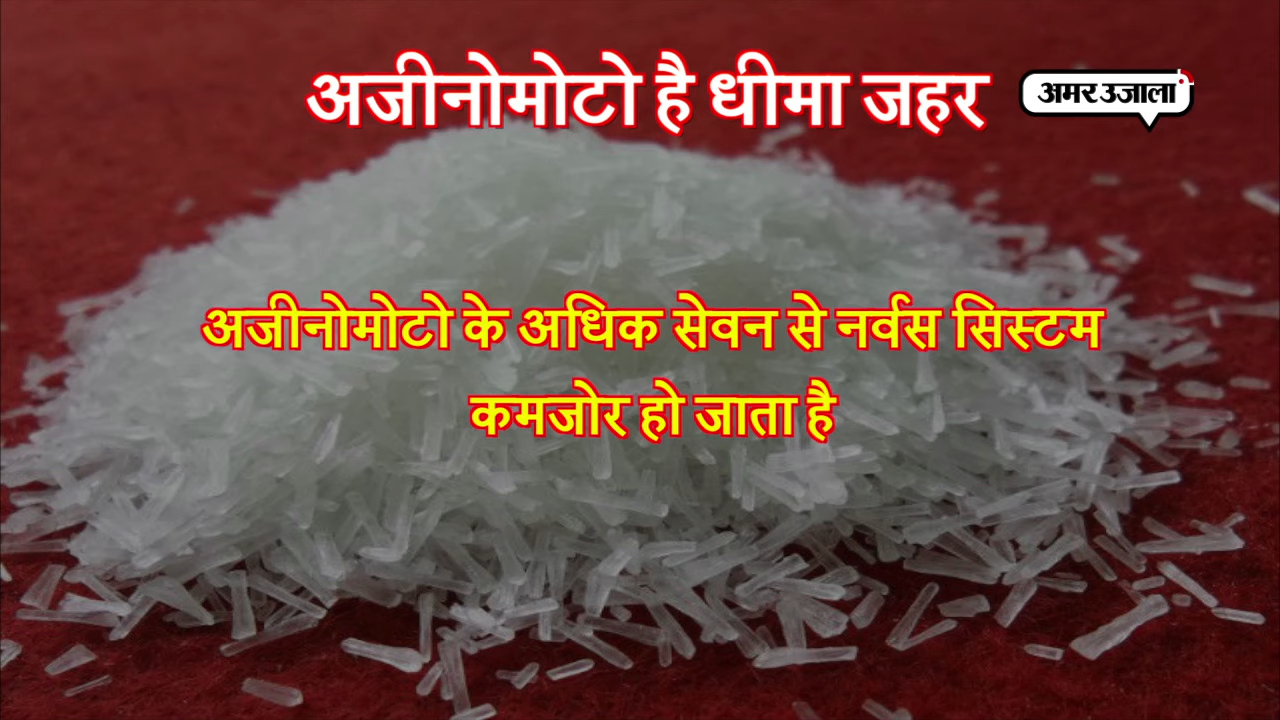 अजीनोमोटो है धीमा जहर
अमर उजाला
अजीनोमोटो के अधिक सेवन से नर्वस सिस्टम
कमजोर हो जाता है